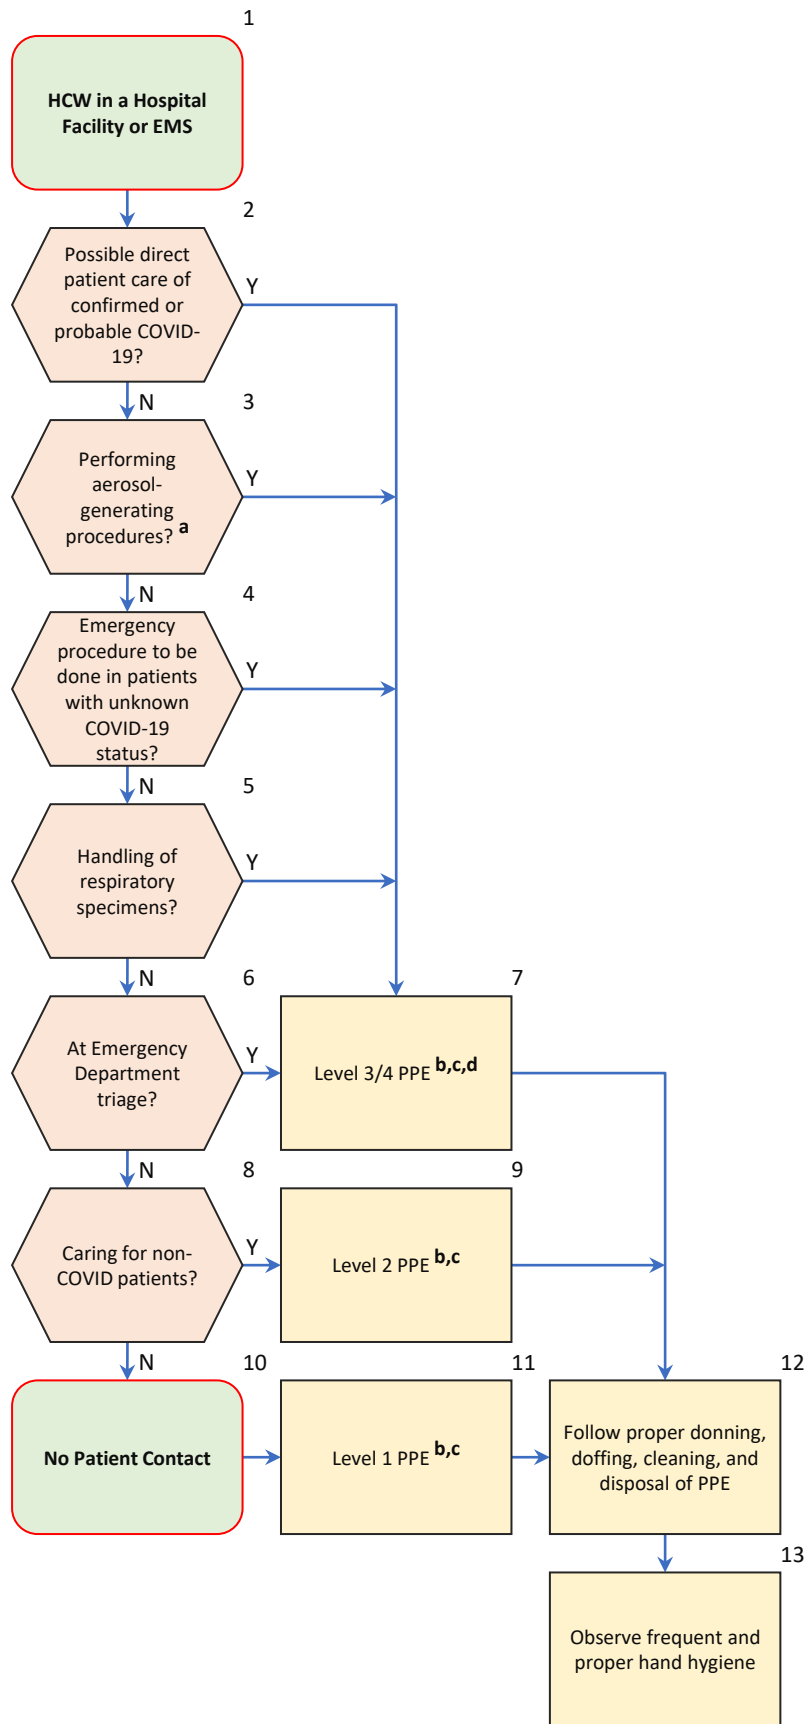 1
HCW in a Hospital
Facility or EMS
2
Possible direct
patient care of
confirmed or
probable COVID-
19?
Y
N
3
Performing
aerosol-
generating
procedures? a
Y
N
4
Emergency
procedure to be
done in patients
with unknown
COVID-19
status?
Y
N
5
Handling of
respiratory
specimens?
Y
N
6
At Emergency
Department
triage?
Y
7
Level 3/4 PPE b,c,d
N
8
Caring for non-
COVID patients?
Y
9
Level 2 PPE b,c
N
10
No Patient Contact
11
Level 1 PPE b,c
12
Follow proper donning,
doffing, cleaning, and
disposal of PPE
13
Observe frequent and
proper hand hygiene